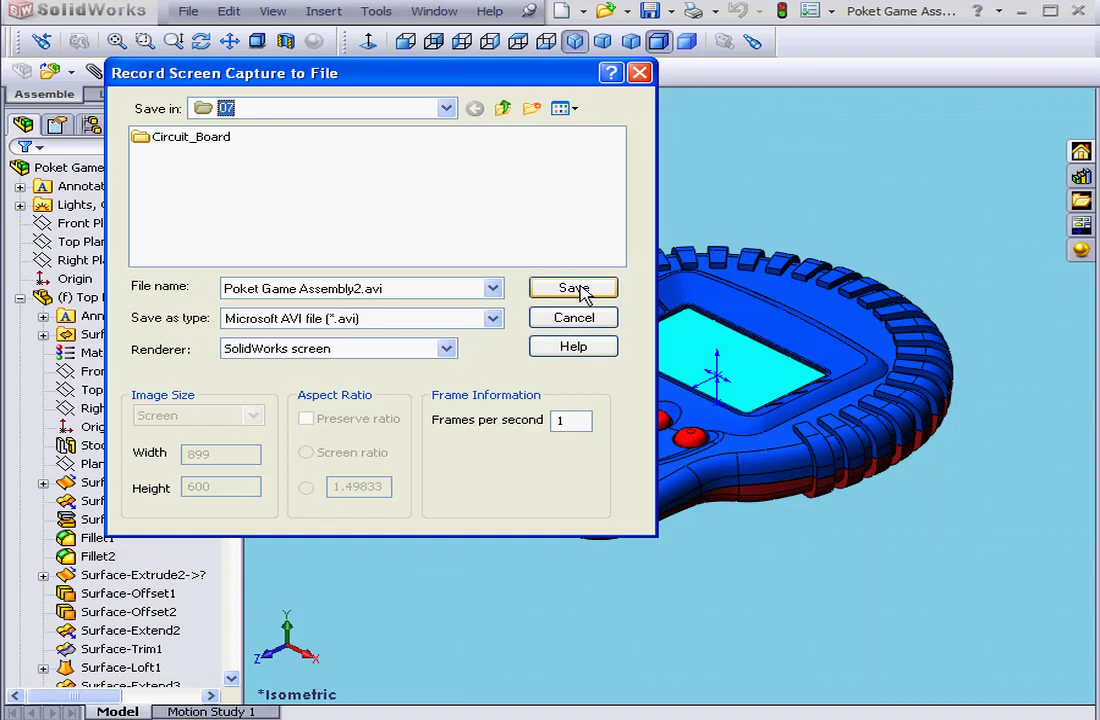 SolidWorks File Edit View Insert Tools Window Help Poket Game Ass... ?
Record Screen Capture to File
Assemble
Save in: 07
Circuit_Board
File name: Poket Game Assembly2.avi Save
Save as type: Microsoft AVI file (*.avi) Cancel
Renderer: SolidWorks screen Help
Image Size
Screen
Width 899
Height 600
Aspect Ratio
Preserve ratio
Screen ratio
1.49833
Frame Information
Frames per second 1
Poket Game
Annotat
Lights, C
Front Pl
Top Plan
Right Pl
Origin
(f) Top
Ann
Surf
Mat
Fron
Top
Righ
Orig
Stoc
Plan
Surf
Surf
Surf
Fillet1
Fillet2
Surface-Extrude2->?
Surface-Offset1
Surface-Offset2
Surface-Extend2
Surface-Trim1
Surface-Loft1
Surface-Extend3
Y
Z X
*Isometric
Model Motion Study 1